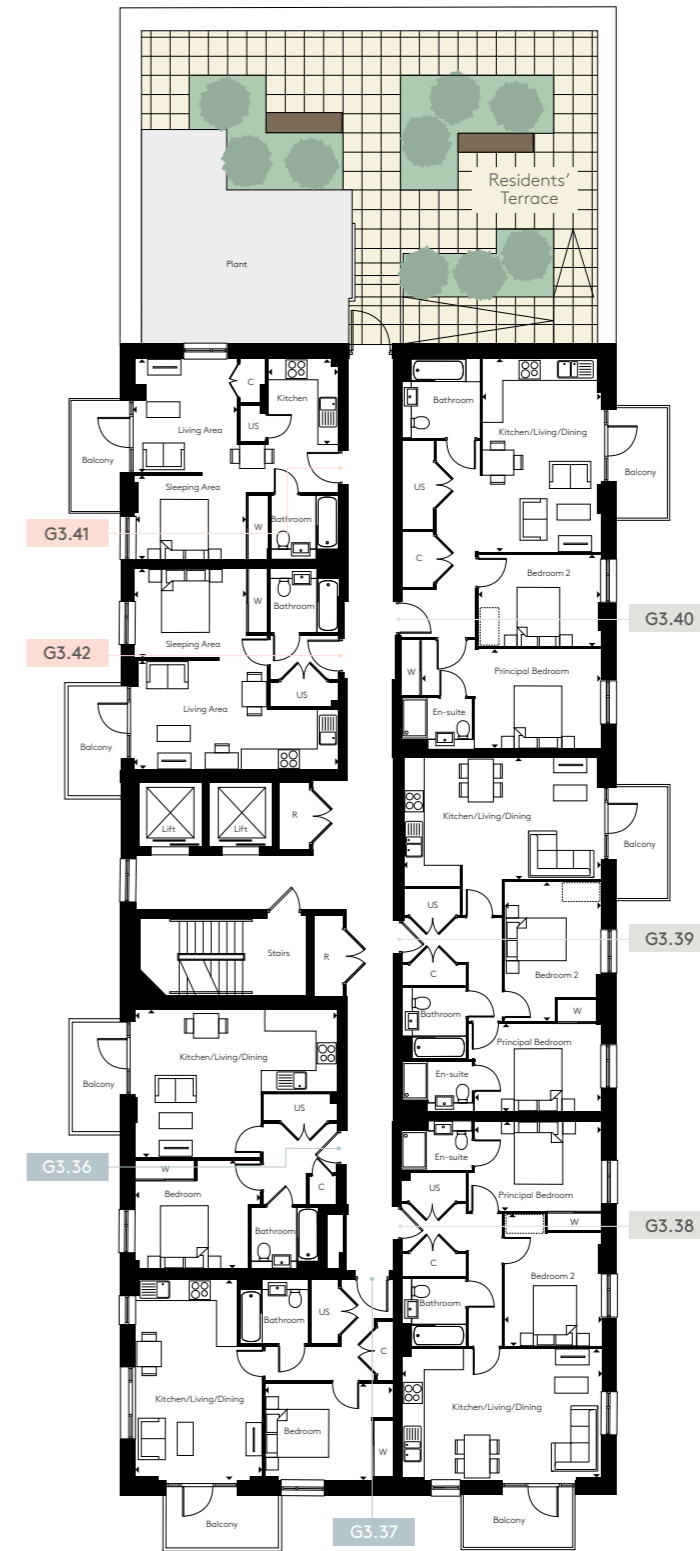 Residents'
Terrace
Plant
C
Kitchen
Living Area
US
Balcony
Sleeping Area
W
Bathroom
G3.41
Bathroom
Kitchen/Living/Dining
Balcony
US
C
Bedroom 2
G3.40
W
Principal Bedroom
En-suite
Sleeping Area
W
Bathroom
G3.42
US
Living Area
Balcony
Lift
Lift
R
Kitchen/Living/Dining
Balcony
US
G3.39
C
Bedroom 2
W
Bathroom
Principal Bedroom
En-suite
Stairs
R
Kitchen/Living/Dining
Balcony
US
G3.36
W
C
Bedroom
Bathroom
En-suite
US
Principal Bedroom
W
G3.38
C
Bedroom 2
Bathroom
Kitchen/Living/Dining
Balcony
Bathroom
US
C
Kitchen/Living/Dining
Bedroom
W
Balcony
G3.37